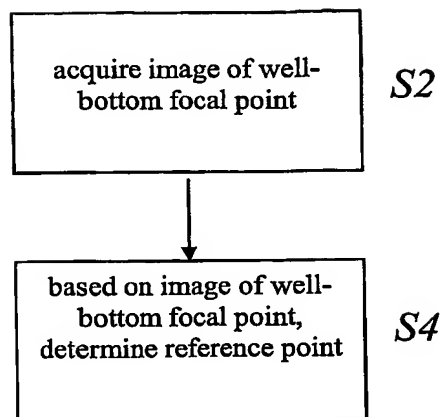 acquire image of well-
bottom focal point
S2
based on image of well-
bottom focal point,
determine reference point
S4